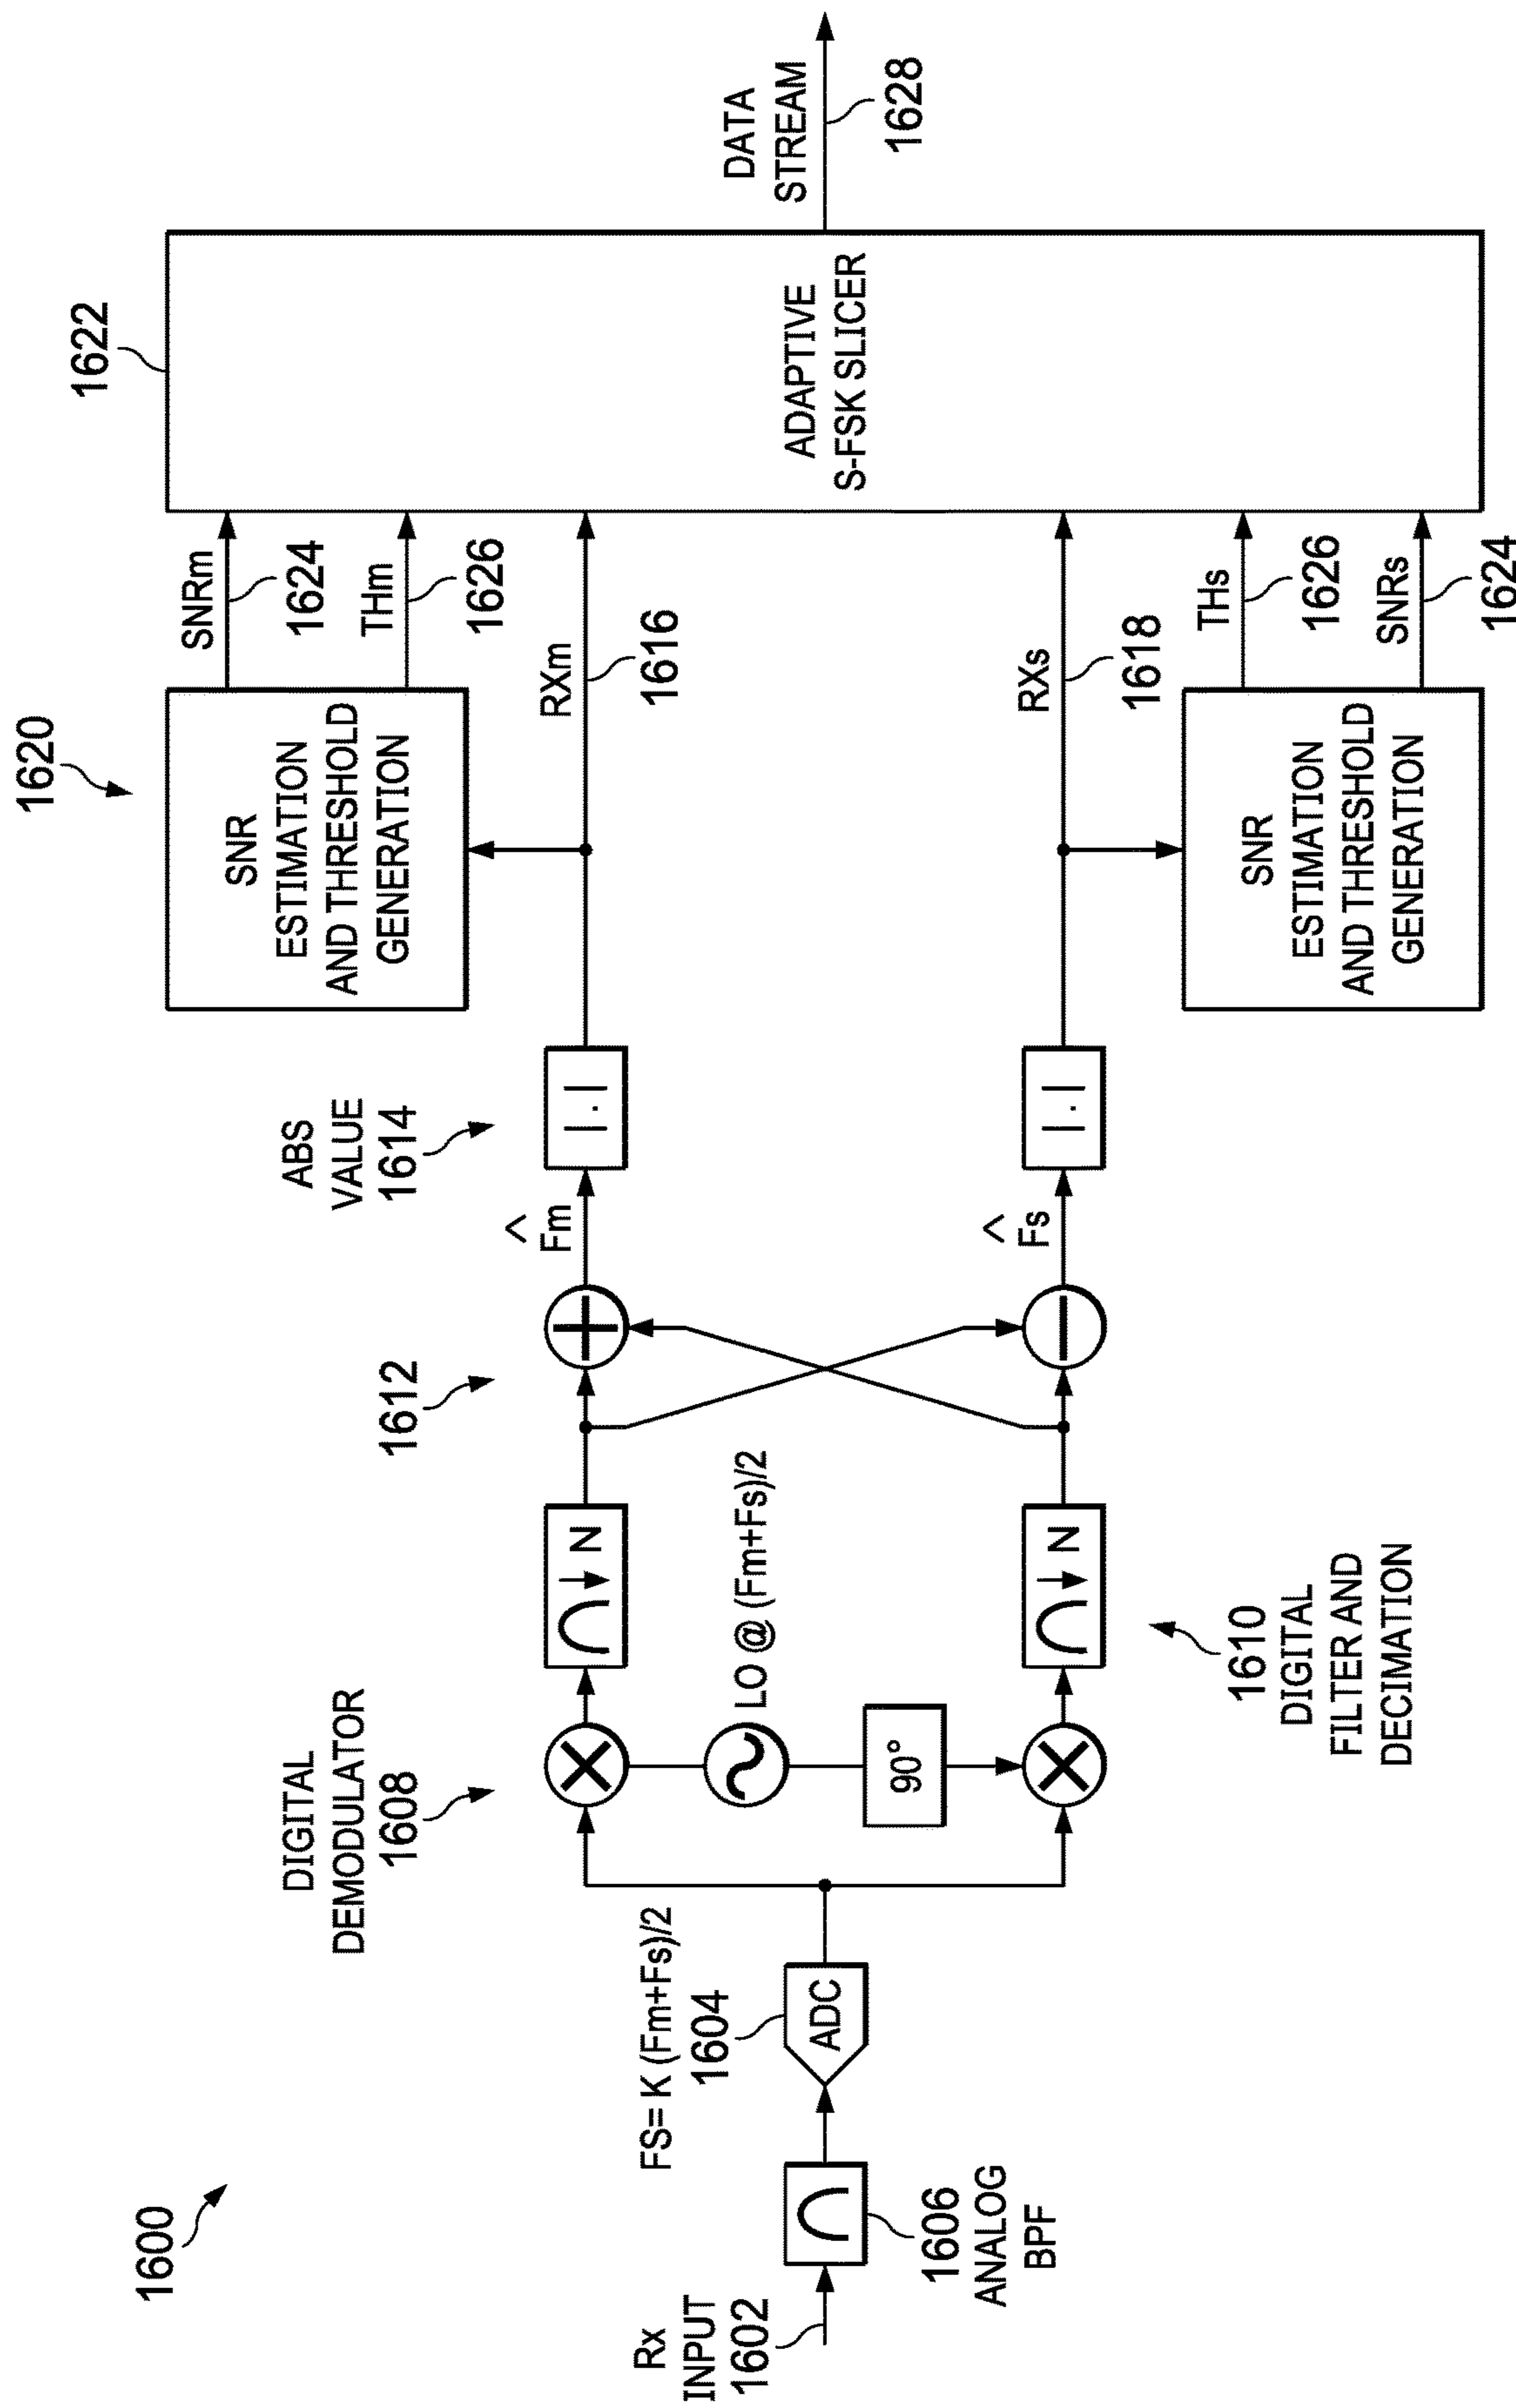 1600
Rx
INPUT
1602
1606
ANALOG
BPF
FS= K (Fm+Fs)/2
1604
ADC
DIGITAL
DEMODULATOR
1608
LO @ (Fm+Fs)/2
90°
↓ N
↓ N
1610
DIGITAL
FILTER AND
DECIMATION
1612
^
Fm
^
Fs
ABS
VALUE
1614
|·|
|·|
1620
SNR
ESTIMATION
AND THRESHOLD
GENERATION
SNR
ESTIMATION
AND THRESHOLD
GENERATION
SNRm
1624
THm
1626
RXm
1616
RXs
1618
THs
1626
SNRs
1624
1622
ADAPTIVE
S-FSK SLICER
DATA
STREAM
1628